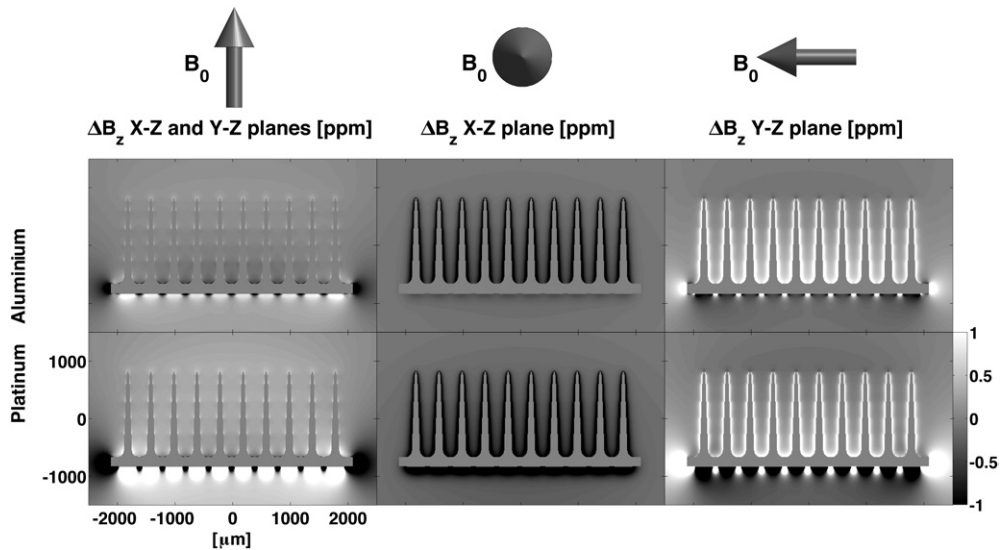 B0 B0 B0
ΔBz X-Z and Y-Z planes [ppm] ΔBz X-Z plane [ppm] ΔBz Y-Z plane [ppm]
Aluminium
Platinum
1000
0
-1000
1
0.5
0
-0.5
-1
-2000 -1000 0 1000 2000
[μm]